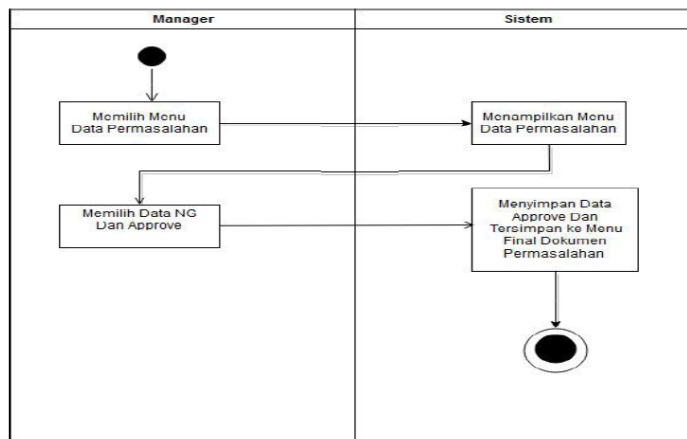 Manager
Sistem
Memilih Menu
Data Permasalahan
Menampilkan Menu
Data Permasalahan
Memilih Data NG
Dan Approve
Menyimpan Data
Approve Dan
Tersimpan ke Menu
Final Dokumen
Permasalahan